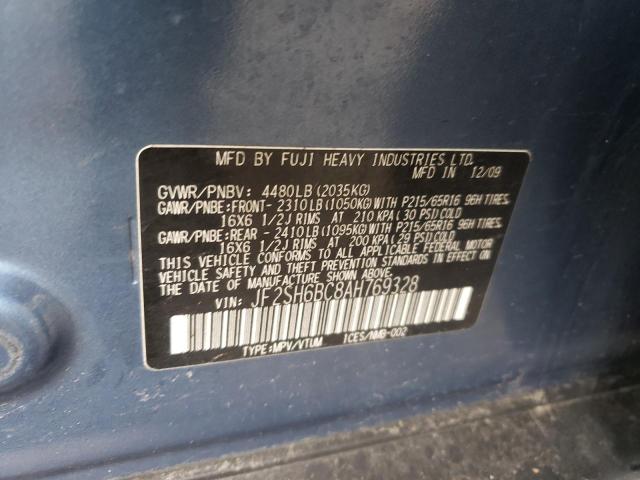 MFD BY FUJI HEAVY INDUSTRIES LTD.
MFD IN 12/09
GVWR/PNBV: 4480LB (2035KG)
GAWR/PNBE:FRONT- 2310LB (1050KG) WITH P215/65R16 96H TIRES,
16X6 1/2J RIMS AT 210 KPA ( 30 PSI) COLD
GAWR/PNBE:REAR - 2410LB (1095KG) WITH P215/65R16 96H TIRES,
16X6 1/2J RIMS AT 200 KPA ( 29 PSI) COLD
THIS VEHICLE CONFORMS TO ALL APPLICABLE FEDERAL MOTOR
VEHICLE SAFETY AND BUMPER STANDARDS IN EFFECT ON
THE DATE OF MANUFACTURE SHOWN ABOVE.
VIN: JF2SH6BC8AH769328
TYPE:MPV/VTUM ICES/NMB-002